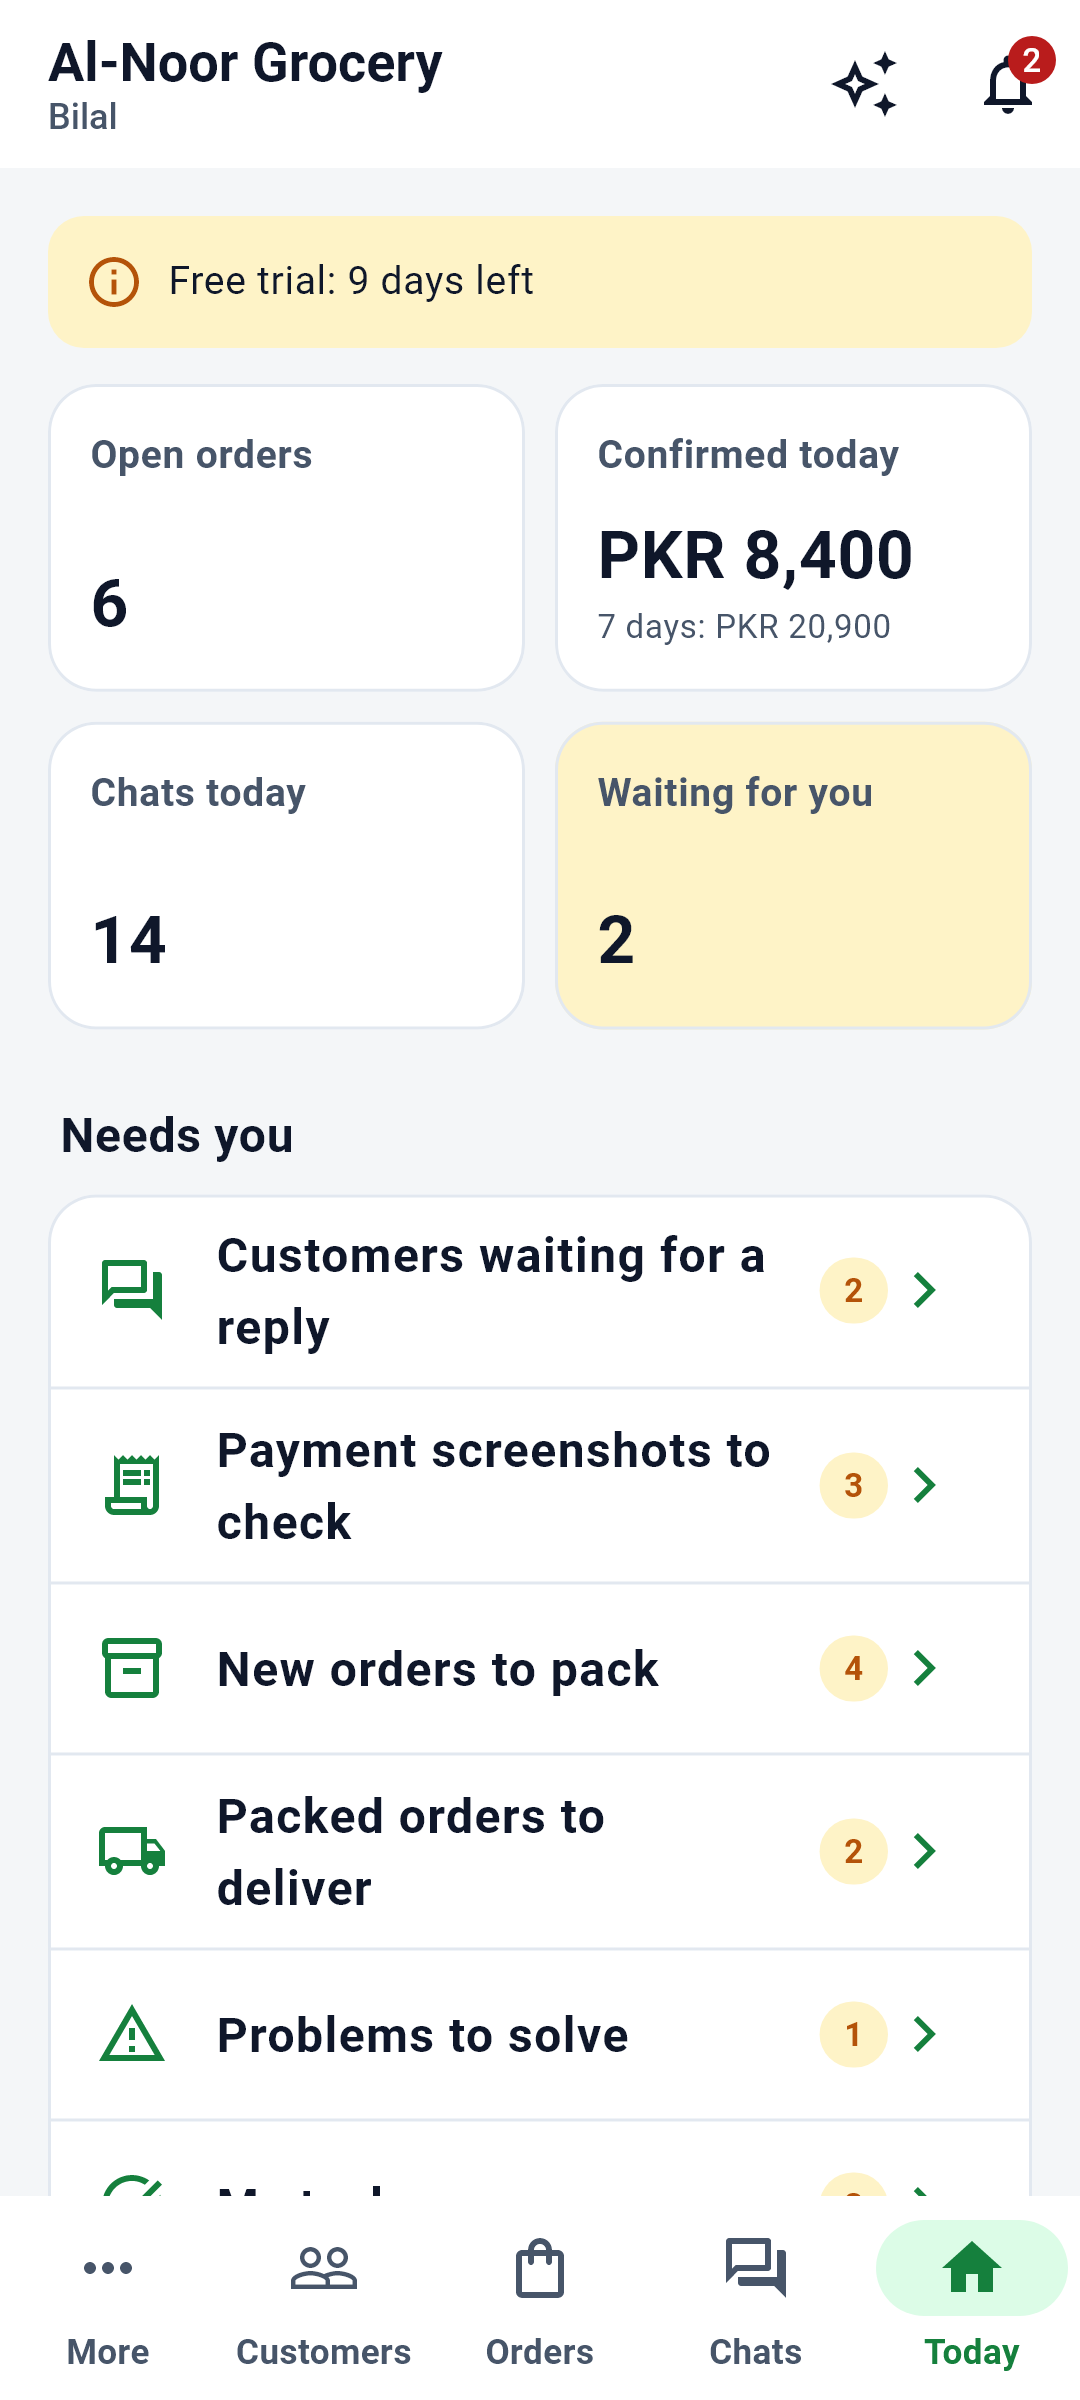 Al-Noor Grocery
Bilal
2
Free trial: 9 days left
Open orders
6
Confirmed today
PKR 8,400
7 days: PKR 20,900
Chats today
14
Waiting for you
2
Needs you
Customers waiting for a
reply
2
Payment screenshots to
check
3
New orders to pack
4
Packed orders to
deliver
2
Problems to solve
1
More
Customers
Orders
Chats
Today